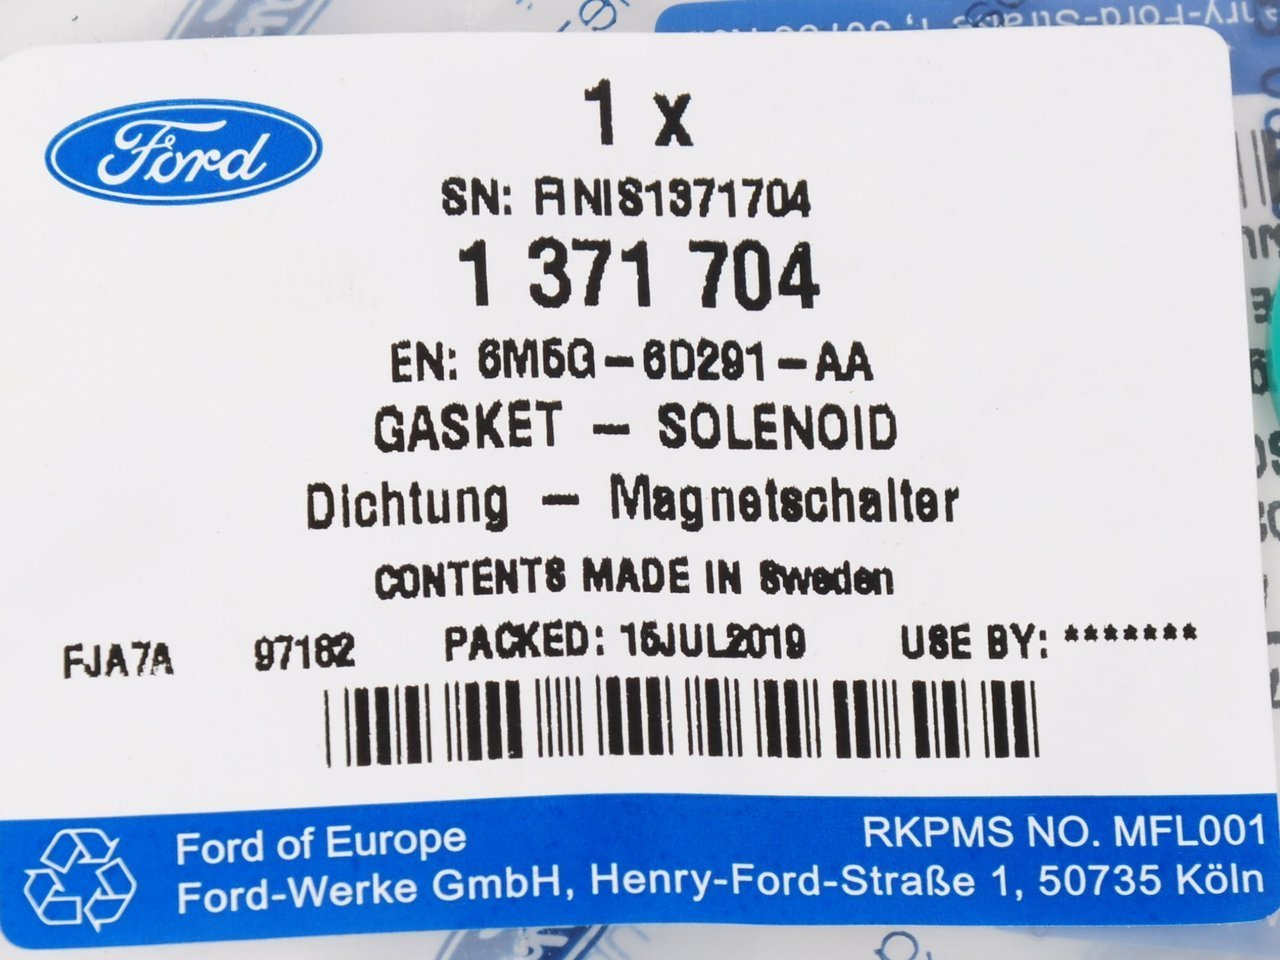 Ford
1 x
SN: FINIS1371704
1 371 704
EN: 6M5G-6D291-AA
GASKET - SOLENOID
Dichtung - Magnetschalter
CONTENTS MADE IN Sweden
FJA7A 97162 PACKED: 15JUL2019 USE BY: *******
Ford of Europe RKPMS NO. MFL001
Ford-Werke GmbH, Henry-Ford-Straße 1, 50735 Köln